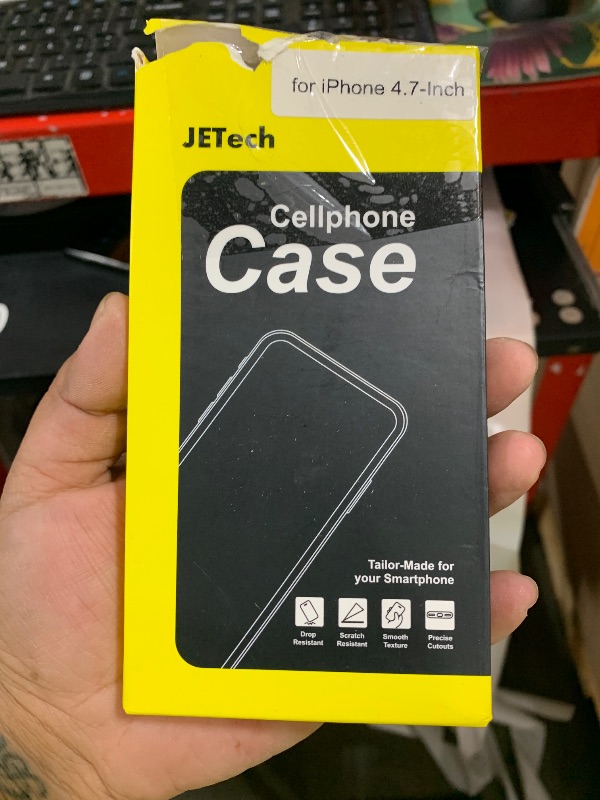 for iPhone 4.7-Inch
JETech
Cellphone
Case
Tailor-Made for
your Smartphone
Drop
Resistant
Scratch
Resistant
Smooth
Texture
Precise
Cutouts